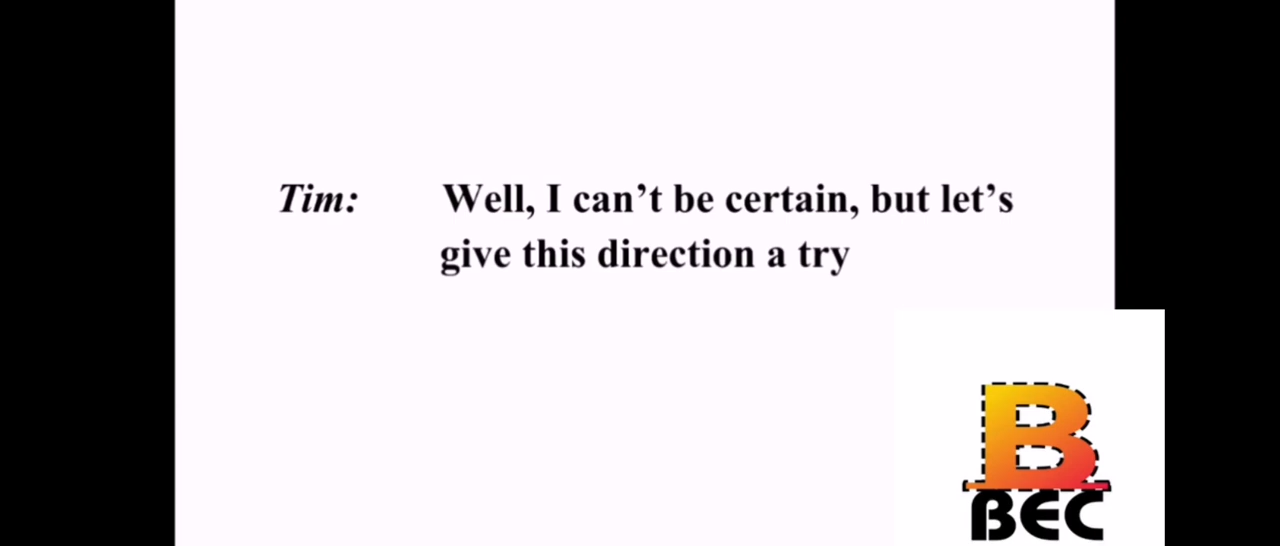 Tim: Well, I can’t be certain, but let’s
give this direction a try
B
BEC